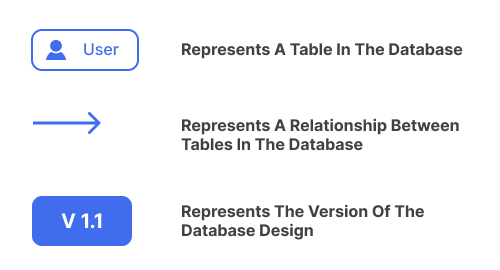 User
Represents A Table In The Database
Represents A Relationship Between
Tables In The Database
V 1.1
Represents The Version Of The
Database Design